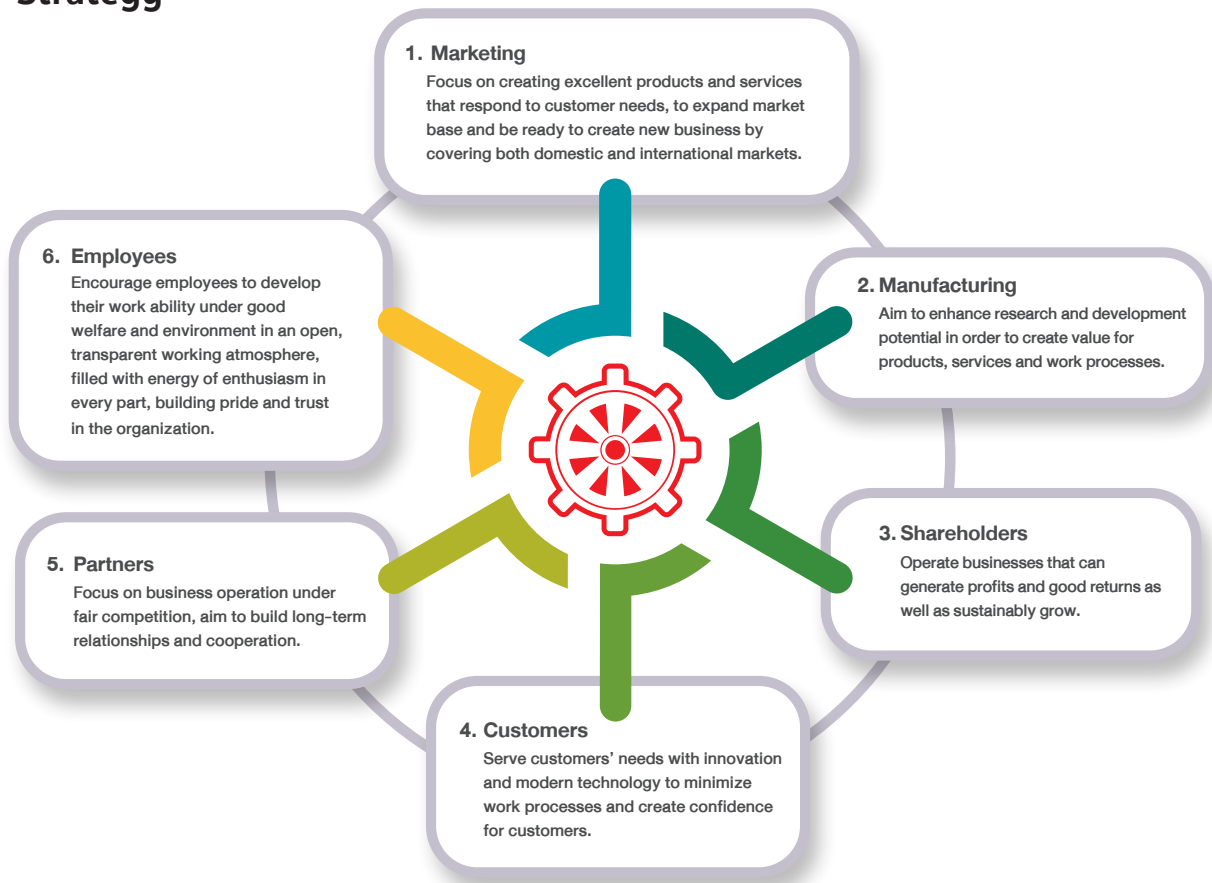 Strategy
1. Marketing
Focus on creating excellent products and services
that respond to customer needs, to expand market
base and be ready to create new business by
covering both domestic and international markets.
2. Manufacturing
Aim to enhance research and development
potential in order to create value for
products, services and work processes.
3. Shareholders
Operate businesses that can
generate profits and good returns as
well as sustainably grow.
4. Customers
Serve customers’ needs with innovation
and modern technology to minimize
work processes and create confidence
for customers.
5. Partners
Focus on business operation under
fair competition, aim to build long-term
relationships and cooperation.
6. Employees
Encourage employees to develop
their work ability under good
welfare and environment in an open,
transparent working atmosphere,
filled with energy of enthusiasm in
every part, building pride and trust
in the organization.